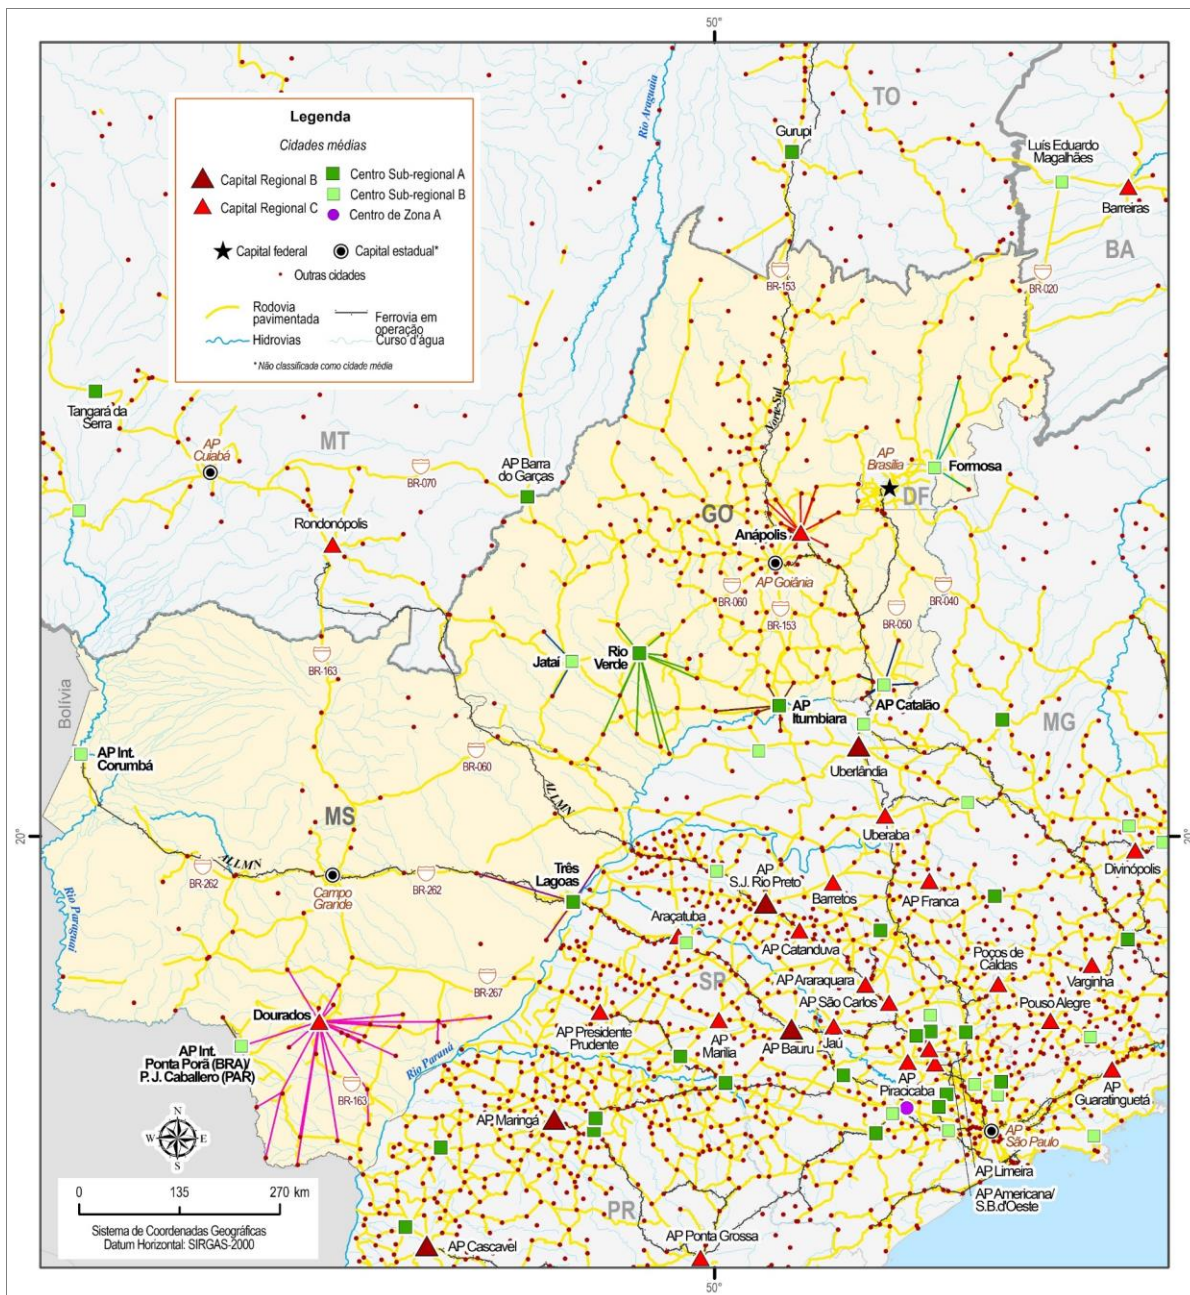 50°
Legenda
Cidades médias
Capital Regional B
Capital Regional C
Centro Sub-regional A
Centro Sub-regional B
Centro de Zona A
Capital federal
Capital estadual*
Outras cidades
Rodovia
pavimentada
Hidrovias
Ferrovia em
operação
Curso d'água
* Não classificada como cidade média
Rio Araguaia
TO
Gurupi
Luís Eduardo
Magalhães
Barreiras
BA
BR-153
BR-020
Tangará da
Serra
AP
Cuiabá
MT
BR-070
AP Barra
do Garças
Norte-Sul
AP
Brasília
Formosa
DF
GO
Rondonópolis
Anápolis
AP Goiânia
BR-060
BR-153
BR-050
BR-040
Bolívia
BR-163
Jataí
Rio
Verde
AP
Itumbiara
AP Catalão
MG
AP Int.
Corumbá
BR-060
Uberlândia
ALLMN
MS
Uberaba
20°
20°
ALLMN
BR-262
Campo
Grande
BR-262
Três
Lagoas
AP
S.J. Rio Preto
Barretos
AP Franca
Divinópolis
Rio Paraguai
Araçatuba
AP Catanduva
BR-267
SP
AP Araraquara
Poços de
Caldas
Varginha
AP São Carlos
Pouso Alegre
Dourados
AP Presidente
Prudente
AP
Marília
AP Bauru
Jaú
AP Int.
Ponta Porã (BRA)/
P. J. Caballero (PAR)
Rio Paraná
AP
Piracicaba
AP
Guaratinguetá
BR-163
N
W
E
S
AP Maringá
AP
São Paulo
AP Limeira
AP Americana/
S.B.d'Oeste
0
135
270 km
Sistema de Coordenadas Geográficas
Datum Horizontal: SIRGAS-2000
PR
AP Cascavel
AP Ponta Grossa
50°